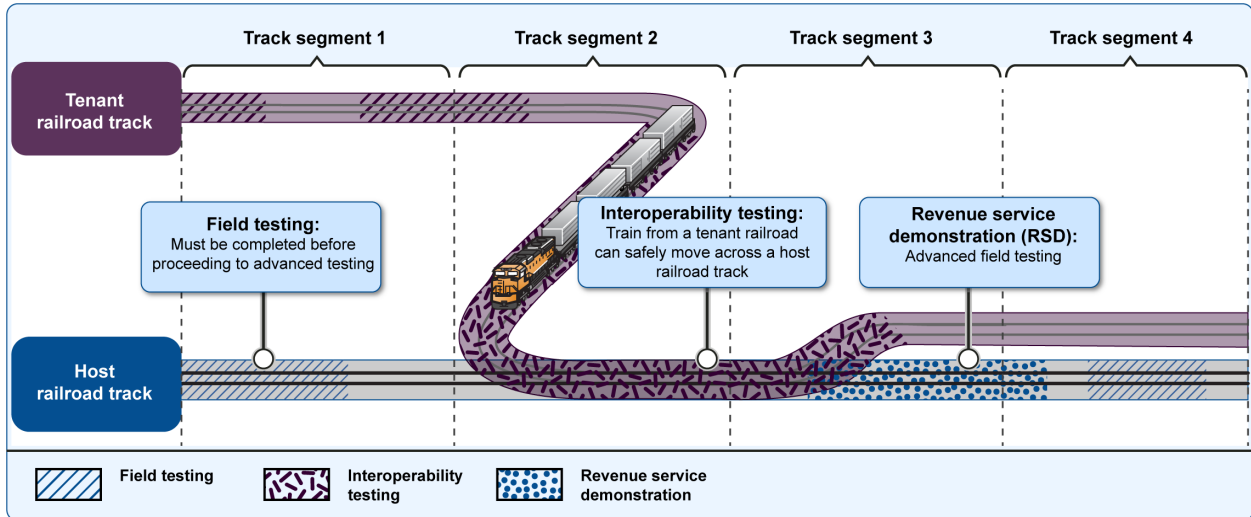 Track segment 1
Track segment 2
Track segment 3
Track segment 4
Tenant
railroad track
Field testing:
Must be completed before
proceeding to advanced testing
Interoperability testing:
Train from a tenant railroad
can safely move across a host
railroad track
Revenue service
demonstration (RSD):
Advanced field testing
Host
railroad track
Field testing
Interoperability
testing
Revenue service
demonstration